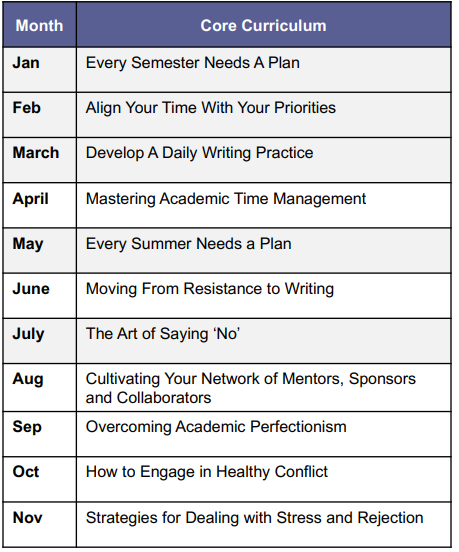 Month Core Curriculum
Jan Every Semester Needs A Plan
Feb Align Your Time With Your Priorities
March Develop A Daily Writing Practice
April Mastering Academic Time Management
May Every Summer Needs a Plan
June Moving From Resistance to Writing
July The Art of Saying ‘No’
Aug Cultivating Your Network of Mentors, Sponsors
and Collaborators
Sep Overcoming Academic Perfectionism
Oct How to Engage in Healthy Conflict
Nov Strategies for Dealing with Stress and Rejection